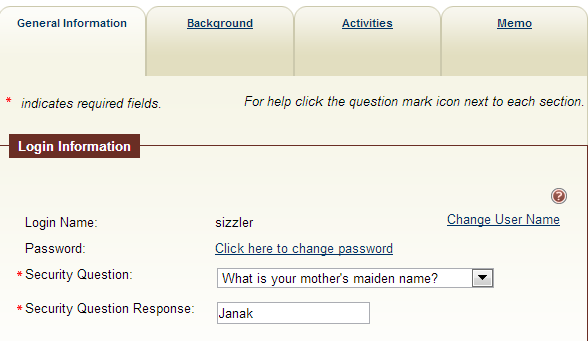 General Information Background Activities Memo
* indicates required fields. For help click the question mark icon next to each section.
Login Information
?
Login Name: sizzler Change User Name
Password: Click here to change password
* Security Question: What is your mother's maiden name?
* Security Question Response: Janak